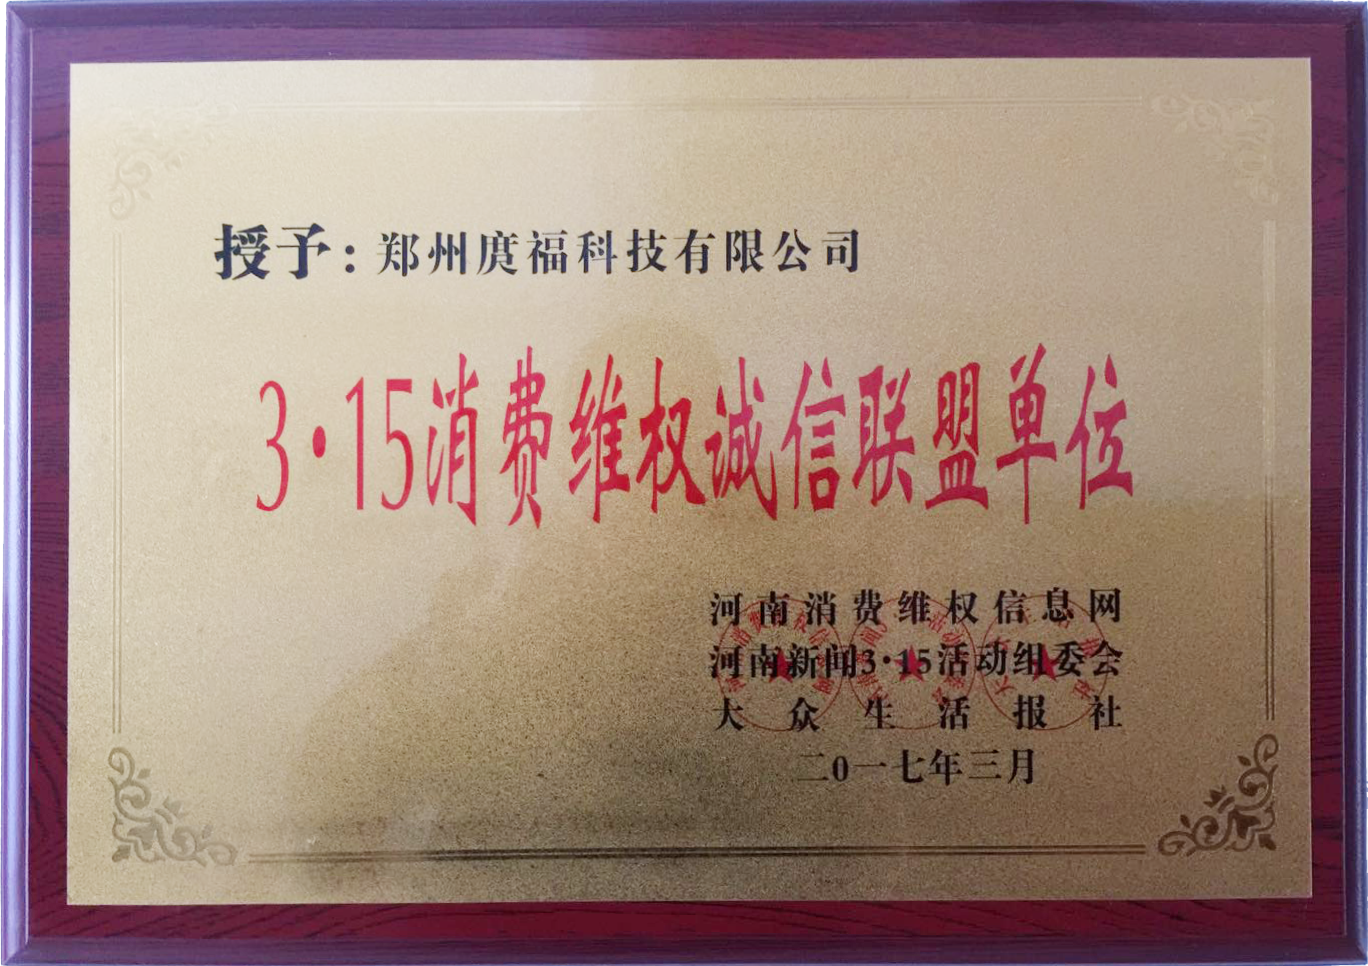 授予：郑州庹福科技有限公司
3·15消费维权诚信联盟单位
河南消费维权信息网
河南新闻3·15活动组委会
大众生活报社
二0一七年三月